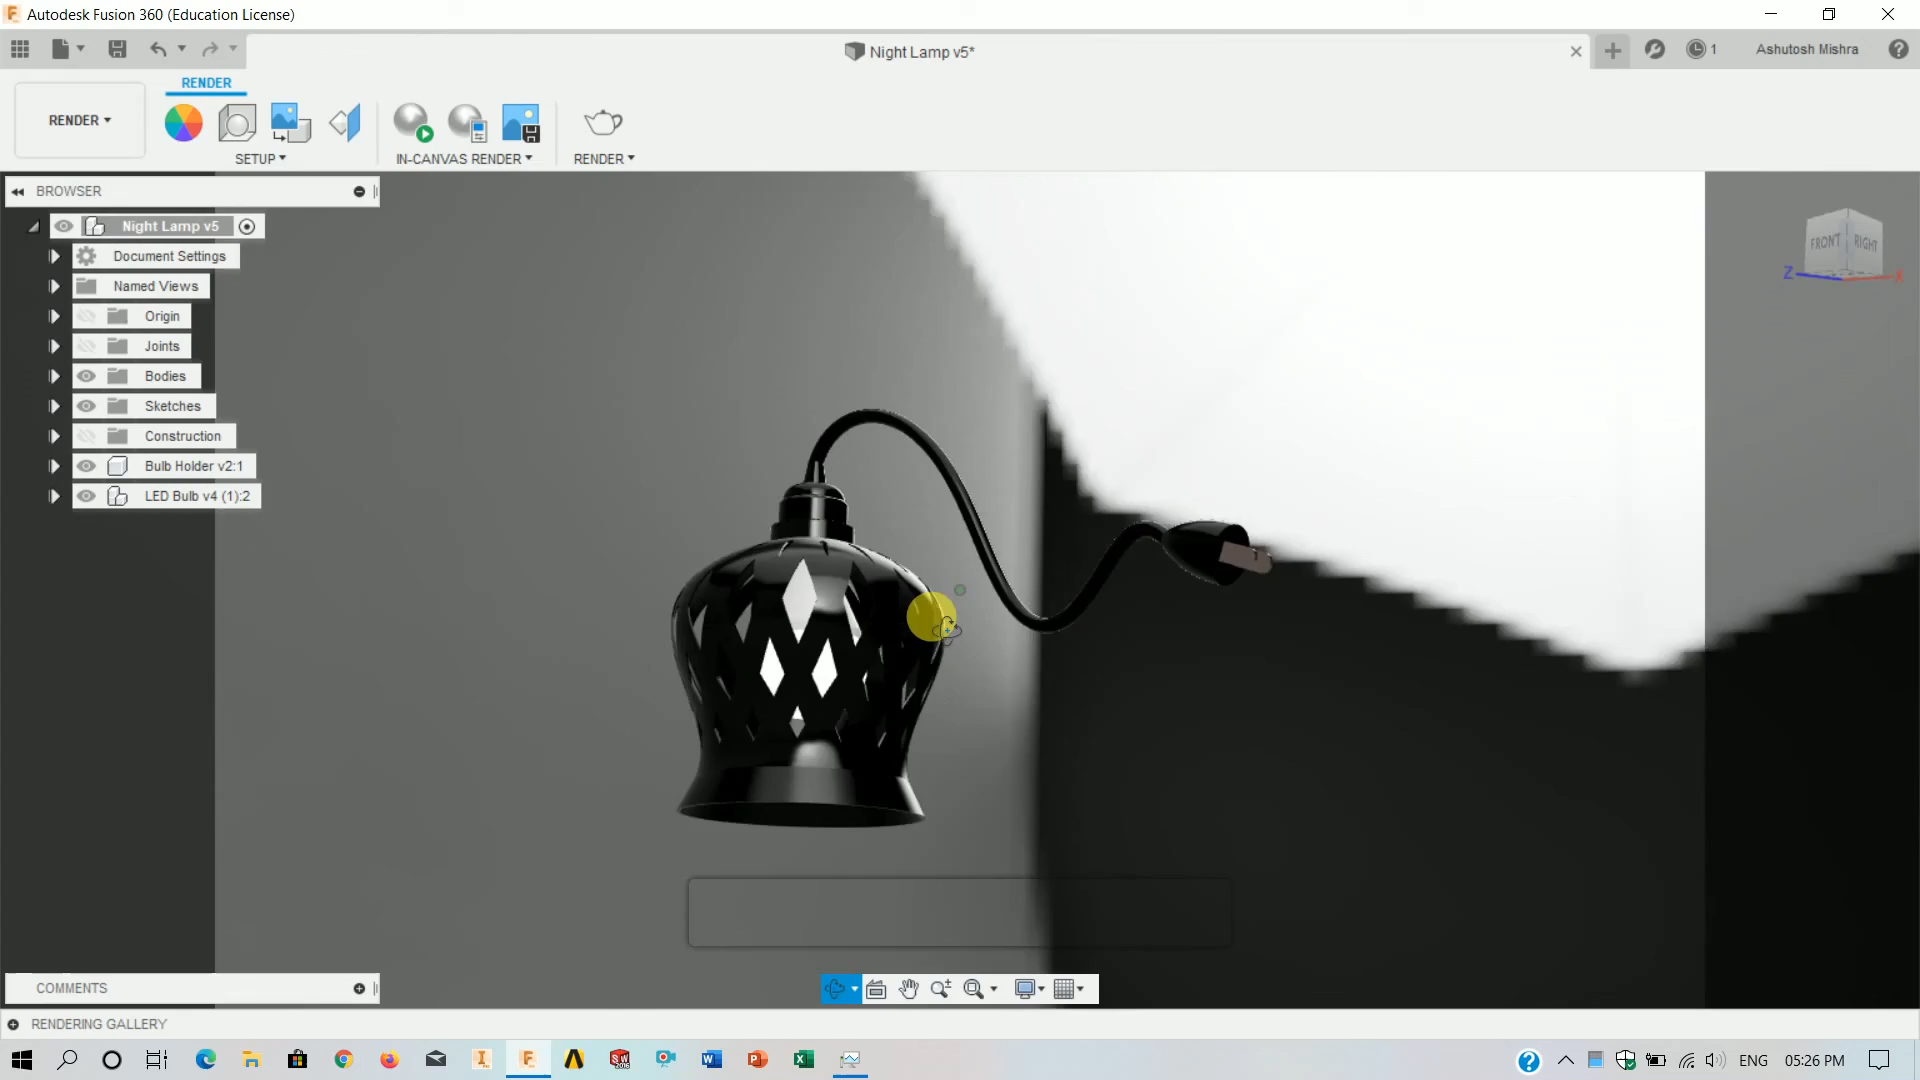 Autodesk Fusion 360 (Education License)
Night Lamp v5*
1
Ashutosh Mishra
RENDER
RENDER
SETUP
IN-CANVAS RENDER
RENDER
BROWSER
Night Lamp v5
Document Settings
Named Views
Origin
Joints
Bodies
Sketches
Construction
Bulb Holder v2:1
LED Bulb v4 (1):2
FRONT
RIGHT
Z
X
COMMENTS
RENDERING GALLERY
ENG
05:26 PM